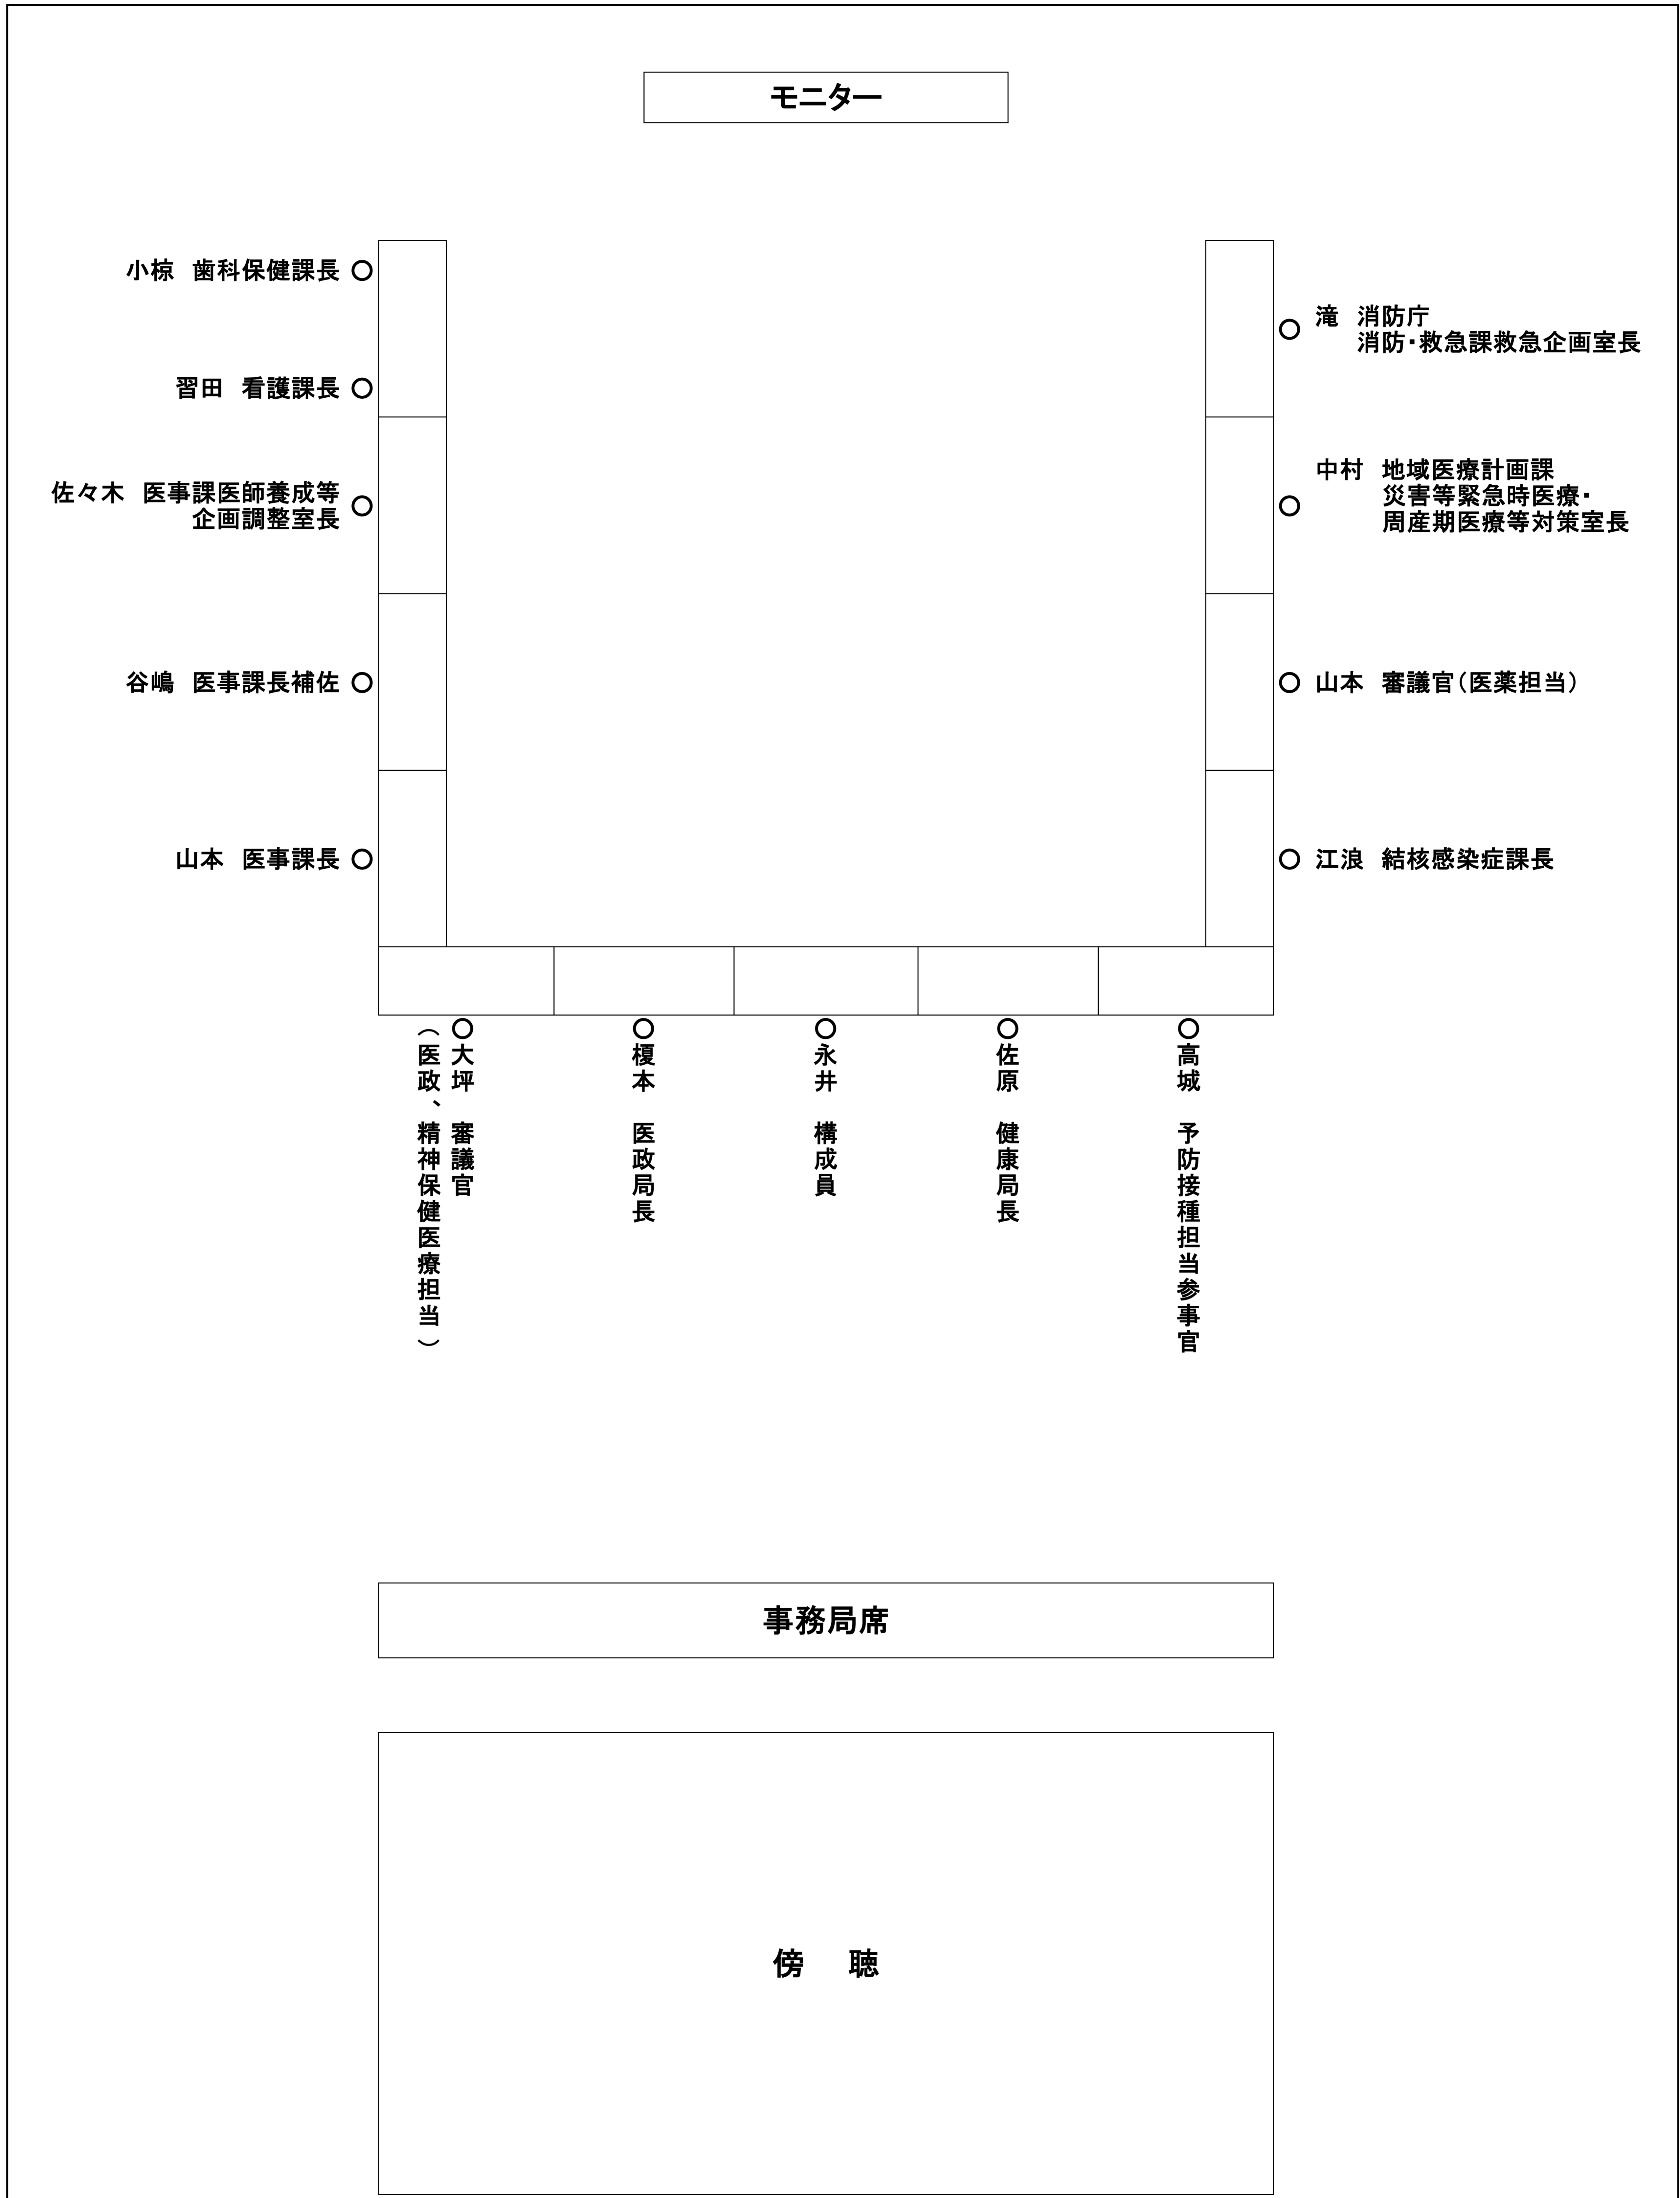 モニター
小椋 歯科保健課長
習田 看護課長
佐々木 医事課医師養成等
企画調整室長
谷嶋 医事課長補佐
山本 医事課長
滝 消防庁
消防・救急課救急企画室長
中村 地域医療計画課
災害等緊急時医療・
周産期医療等対策室長
山本 審議官（医薬担当）
江浪 結核感染症課長
大坪 審議官
（医政、精神保健医療担当）
榎本 医政局長
永井 構成員
佐原 健康局長
高城 予防接種担当参事官
事務局席
傍 聴